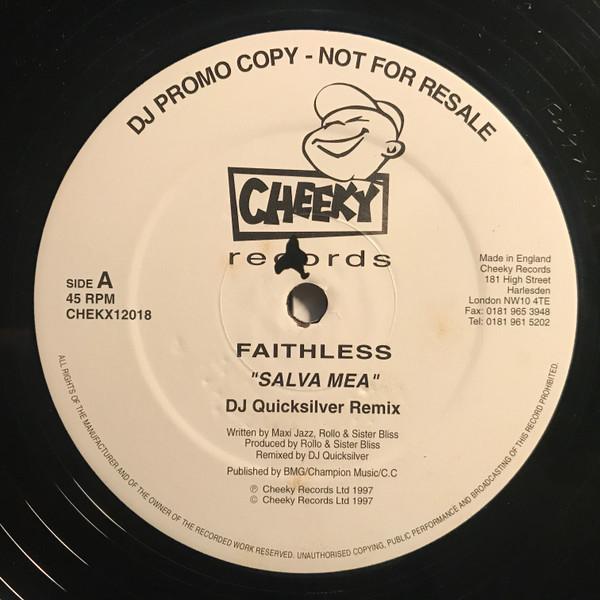 DJ PROMO COPY - NOT FOR RESALE
CHEEKY
records
SIDE A
45 RPM
CHEKX12018
Made in England
Cheeky Records
181 High Street
Harlesden
London NW10 4TE
Fax: 0181 965 3948
Tel: 0181 961 5202
FAITHLESS
"SALVA MEA"
DJ Quicksilver Remix
Written by Maxi Jazz, Rollo & Sister Bliss
Produced by Rollo & Sister Bliss
Remixed by DJ Quicksilver
Published by BMG/Champion Music/C.C
℗ Cheeky Records Ltd 1997
© Cheeky Records Ltd 1997
ALL RIGHTS OF THE MANUFACTURER AND OF THE OWNER OF THE RECORDED WORK RESERVED. UNAUTHORISED COPYING, PUBLIC PERFORMANCE AND BROADCASTING OF THIS RECORD PROHIBITED.